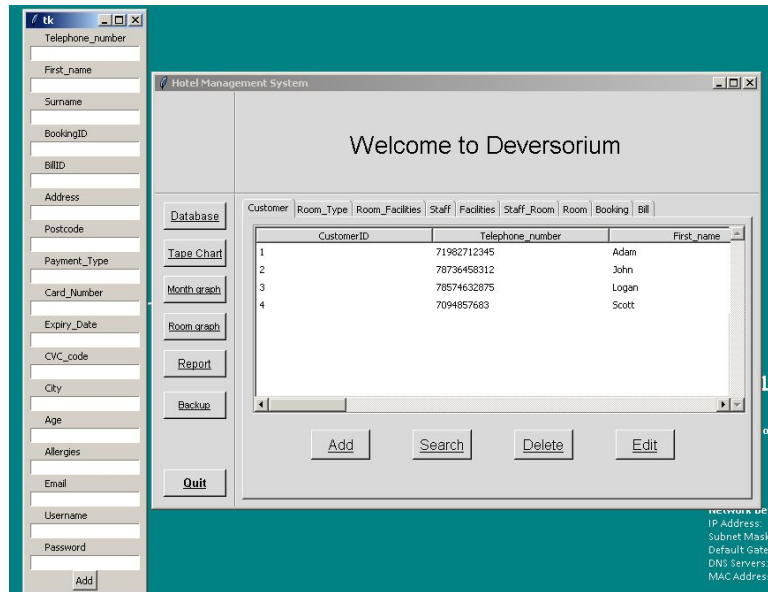 tk
Telephone_number
First_name
Surname
BookingID
BillID
Address
Postcode
Payment_Type
Card_Number
Expiry_Date
CVC_code
City
Age
Allergies
Email
Username
Password
Add
Hotel Management System
Welcome to Deversorium
Database
Tape Chart
Month graph
Room graph
Report
Backup
Quit
Customer Room_Type Room_Facilities Staff Facilities Staff_Room Room Booking Bill
CustomerID Telephone_number First_name
1 71982712345 Adam
2 78736458312 John
3 78574632875 Logan
4 7094857683 Scott
Add Search Delete Edit
IP Address:
Subnet Mask
Default Gate
DNS Servers:
MAC Address